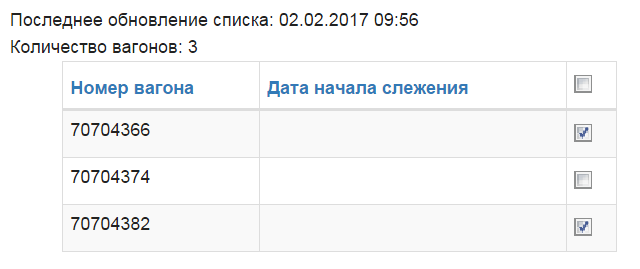 Последнее обновление списка: 02.02.2017 09:56
Количество вагонов: 3
Номер вагона Дата начала слежения
70704366
70704374
70704382